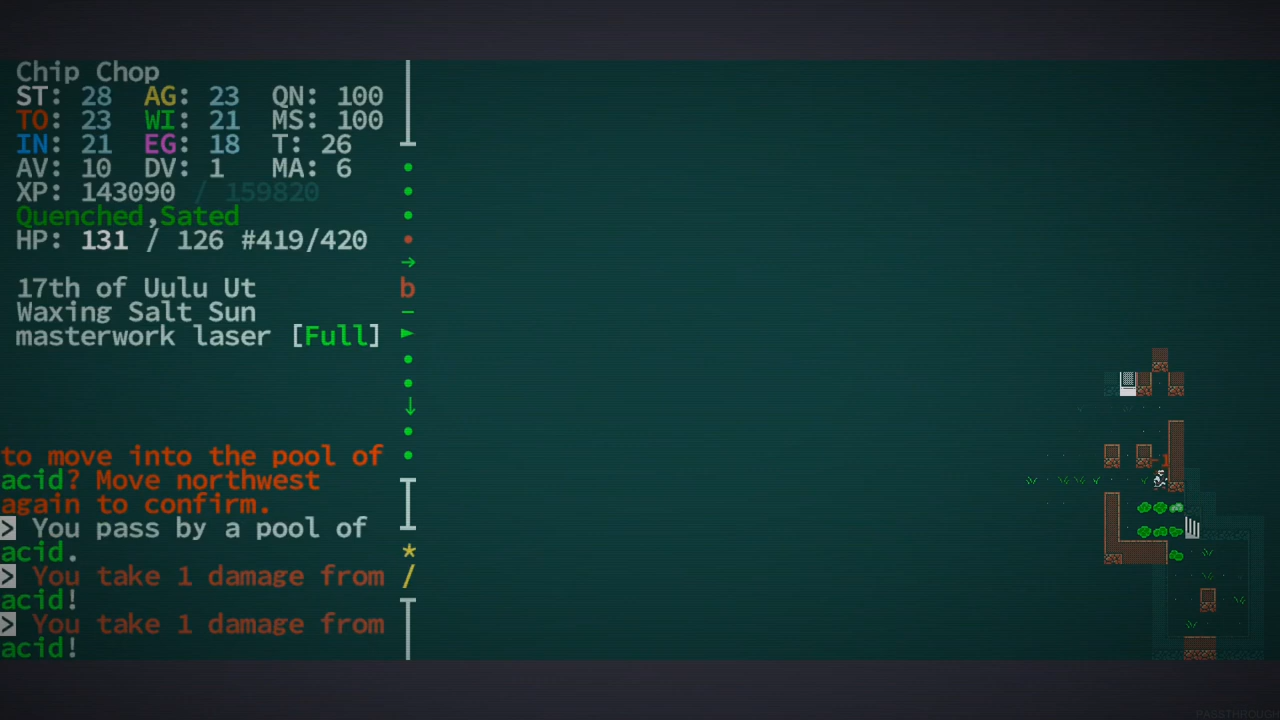 Chip Chop
ST: 28 AG: 23 QN: 100
TO: 23 WI: 21 MS: 100
IN: 21 EG: 18 T: 26
AV: 10 DV: 1 MA: 6
XP: 143090 / 159820
Quenched,Sated
HP: 131 / 126 #419/420
b
17th of Uulu Ut
Waxing Salt Sun
masterwork laser [Full]
to move into the pool of
acid? Move northwest
again to confirm.
> You pass by a pool of
acid.
> You take 1 damage from
acid!
> You take 1 damage from
acid!
-1
PASSTHROUGH